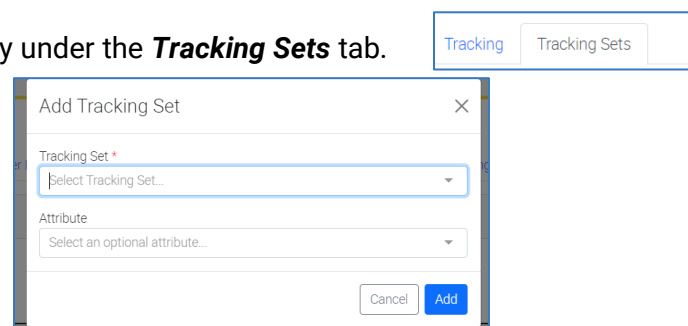 y under the Tracking Sets tab.
Tracking Tracking Sets
Add Tracking Set
Tracking Set *
Select Tracking Set...
Attribute
Select an optional attribute...
Cancel Add